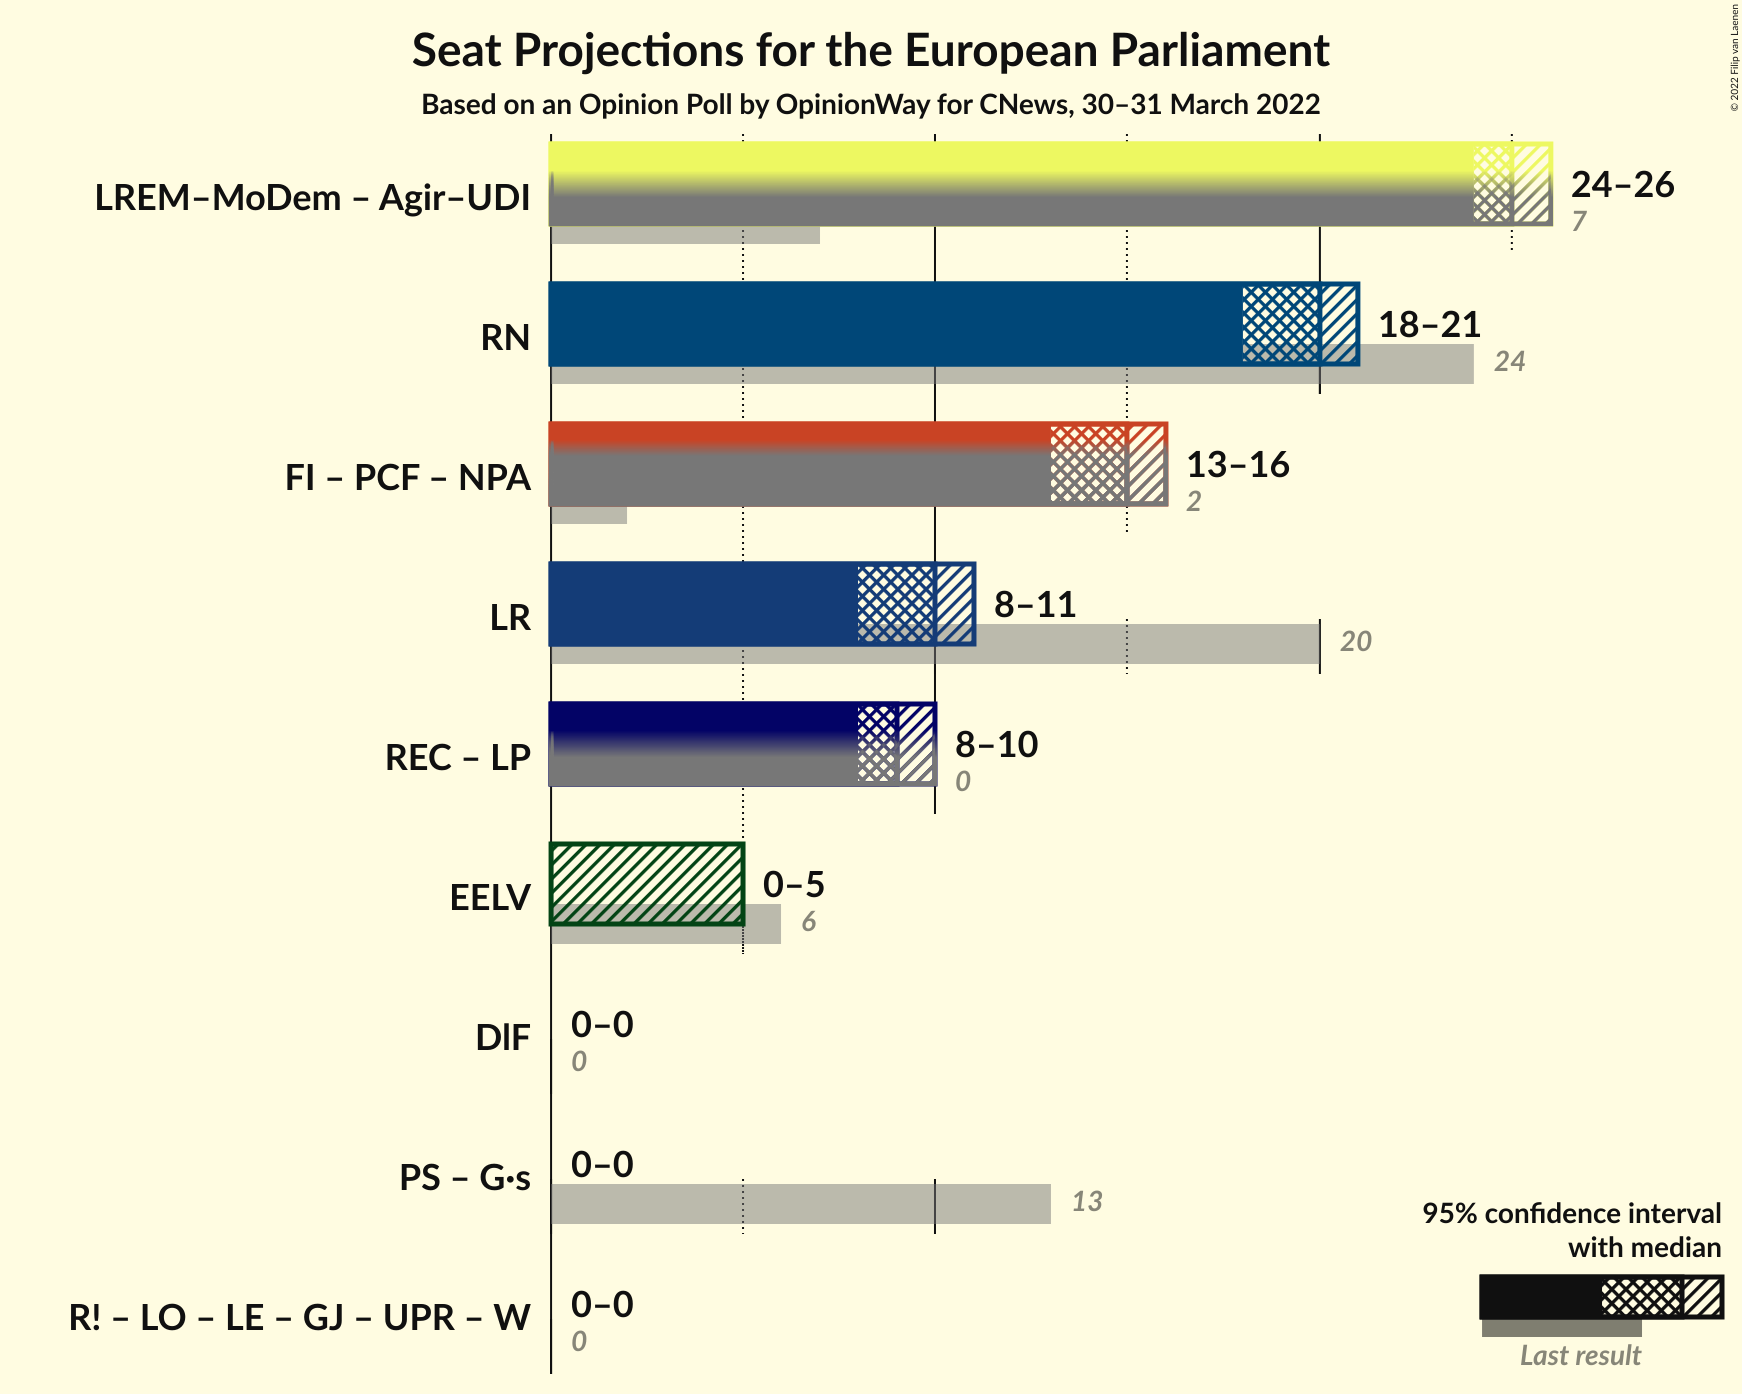 Seat Projections for the European Parliament
Based on an Opinion Poll by OpinionWay for CNews, 30–31 March 2022
© 2022 Filip van Laenen
LREM–MoDem – Agir–UDI
24–26
7
RN
18–21
24
FI – PCF – NPA
13–16
2
LR
8–11
20
REC – LP
8–10
0
EELV
0–5
6
DlF
0–0
0
PS – G·s
0–0
13
R! – LO – LE – GJ – UPR – W
0–0
0
95% confidence interval
with median
Last result